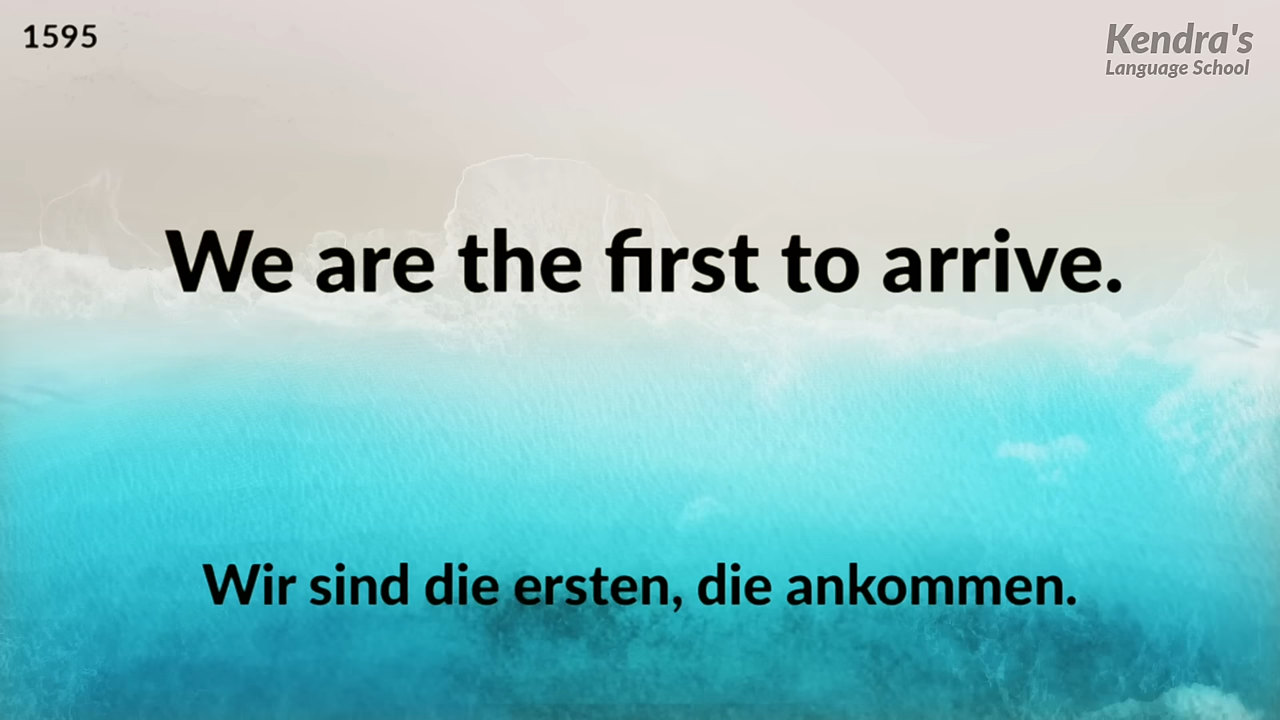 1595
Kendra's
Language School
We are the first to arrive.
Wir sind die ersten, die ankommen.